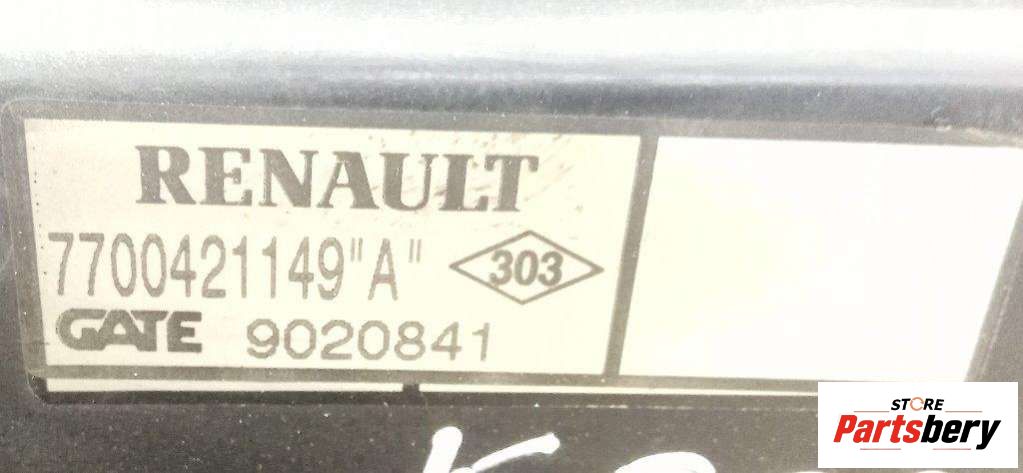 RENAULT
7700421149"A" 303
GATE 9020841
STORE
Partsbery